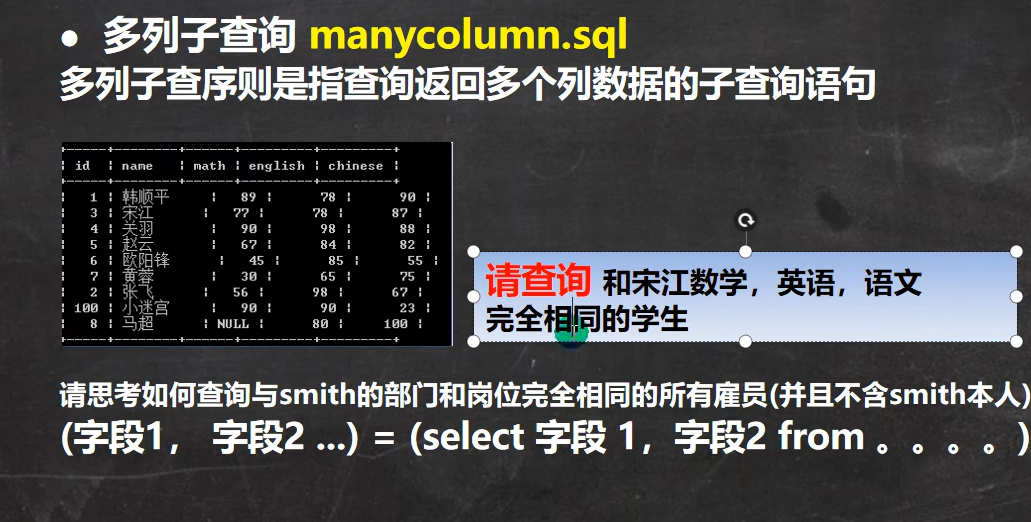 ● 多列子查询 manycolumn.sql
多列子查序则是指查询返回多个列数据的子查询语句
id | name | math | english | chinese |
1 | 韩顺平 | 89 | 78 | 90 |
3 | 宋江 | 77 | 78 | 87 |
4 | 关羽 | 90 | 98 | 88 |
5 | 赵云 | 67 | 84 | 82 |
6 | 欧阳锋 | 45 | 85 | 55 |
7 | 黄蓉 | 30 | 65 | 75 |
2 | 张飞 | 56 | 98 | 67 |
100 | 小迷宫 | 90 | 90 | 23 |
8 | 马超 | NULL | 80 | 100 |
请查询 和宋江数学，英语，语文
完全相同的学生
请思考如何查询与smith的部门和岗位完全相同的所有雇员(并且不含smith本人)
(字段1， 字段2 ...) = (select 字段 1，字段2 from 。。。。)